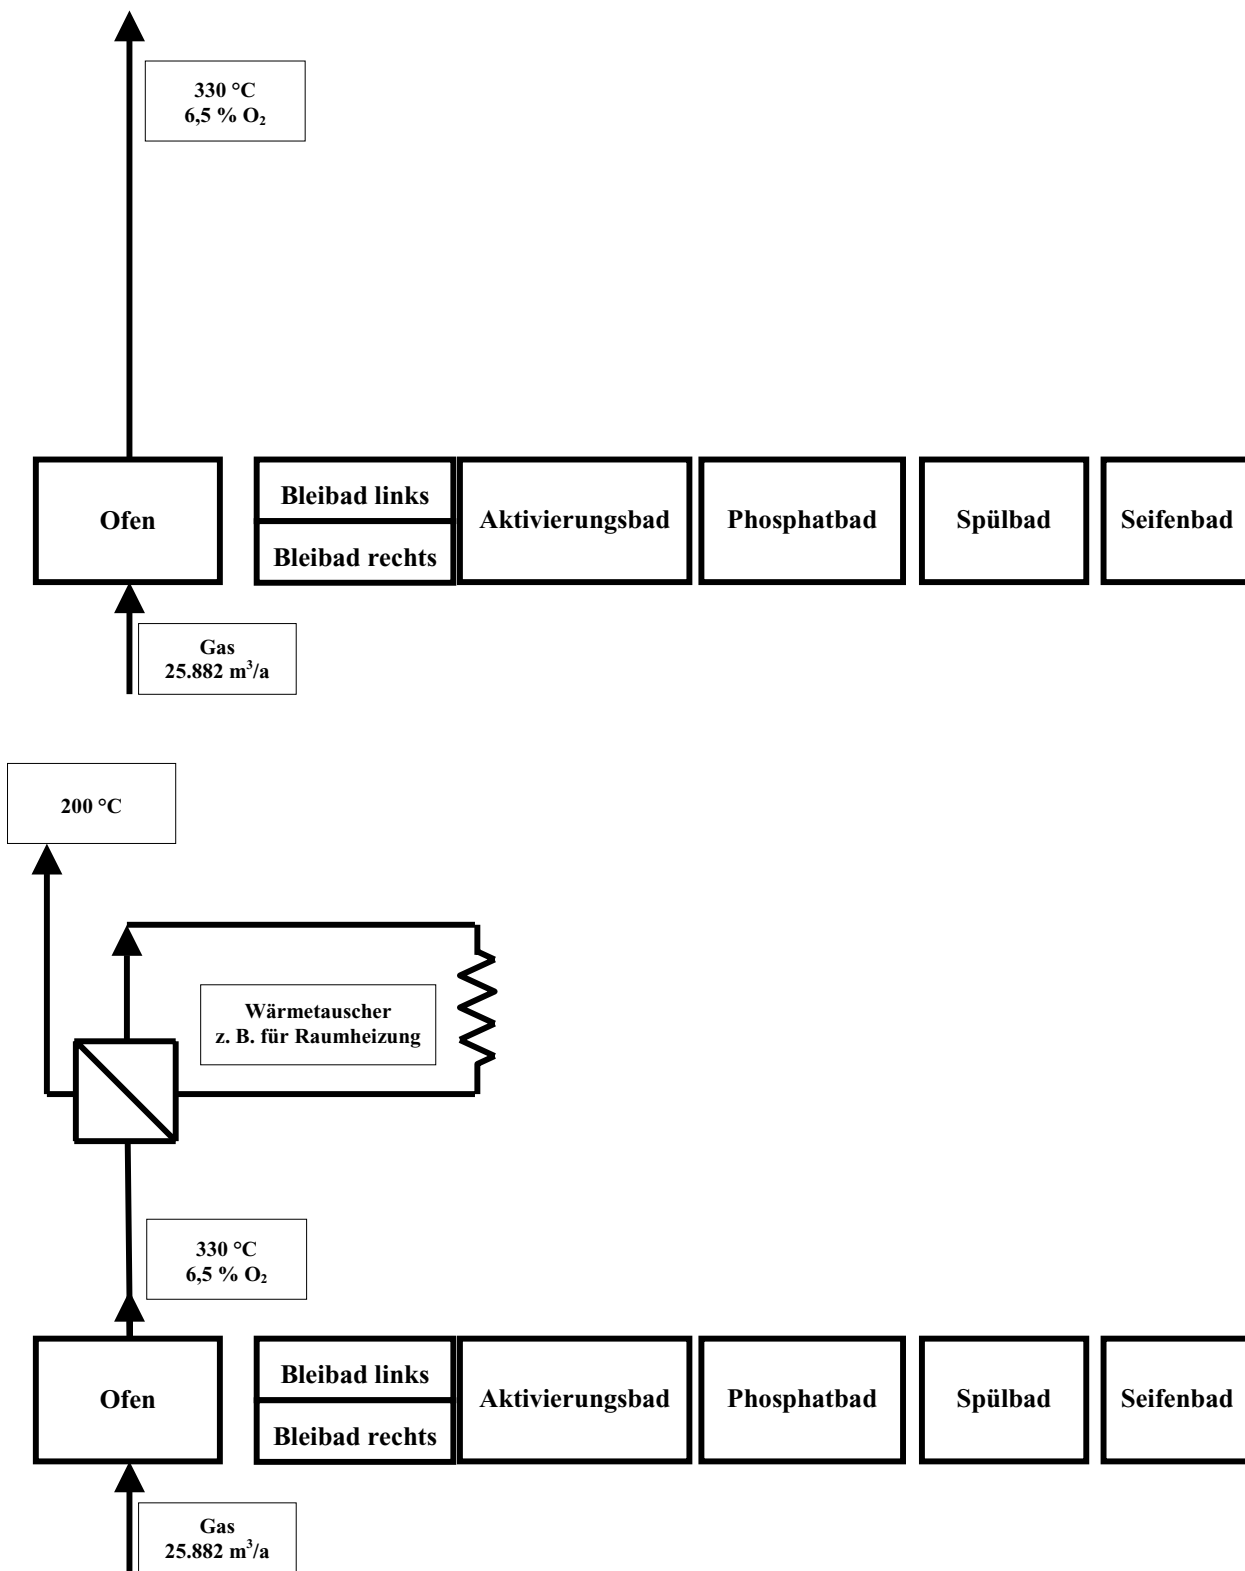 330 °C
6,5 % O₂
Ofen
Bleibad links
Bleibad rechts
Aktivierungsbad
Phosphatbad
Spülbad
Seifenbad
Gas
25.882 m³/a
200 °C
Wärmetauscher
z. B. für Raumheizung
330 °C
6,5 % O₂
Ofen
Bleibad links
Bleibad rechts
Aktivierungsbad
Phosphatbad
Spülbad
Seifenbad
Gas
25.882 m³/a